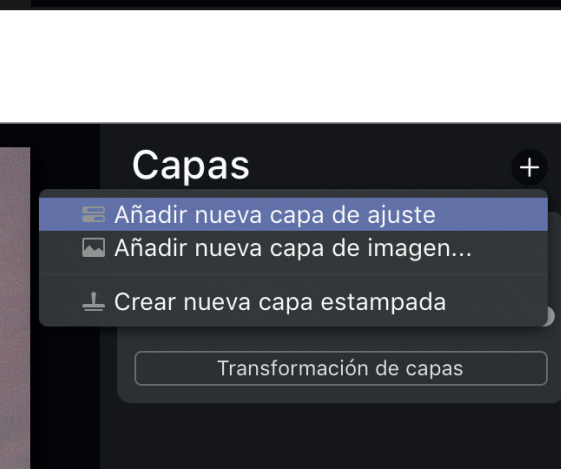 Capas
Añadir nueva capa de ajuste
Añadir nueva capa de imagen...
Crear nueva capa estampada
Transformación de capas